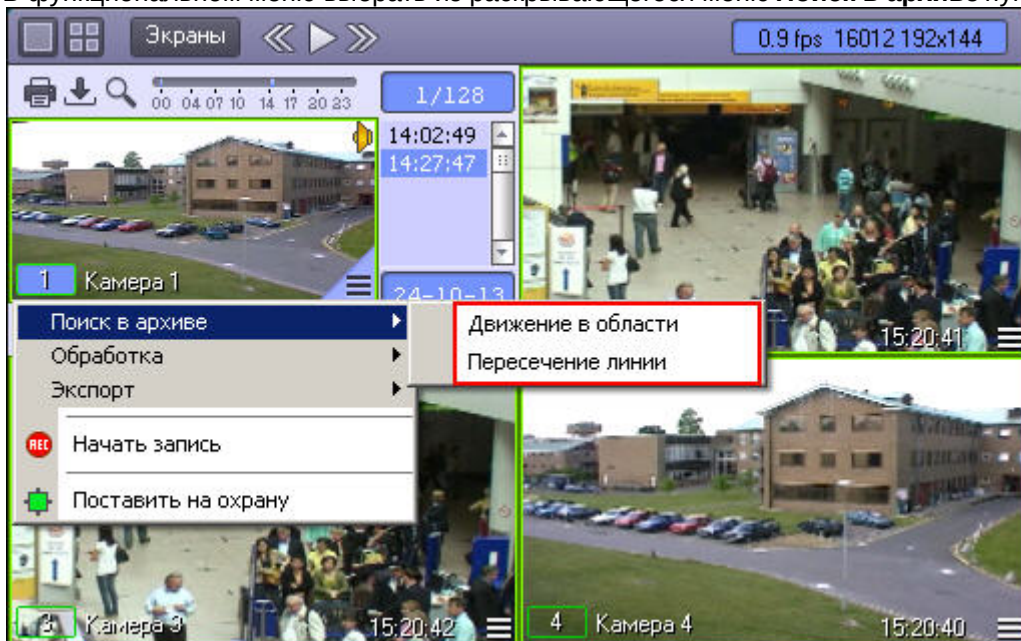 Экраны
0.9 fps 16012 192x144
00 04 07 10 14 17 20 23
1/128
14:02:49
14:27:47
1 Камера 1
24-10-13
15:20:41
Поиск в архиве
Обработка
Экспорт
Начать запись
Поставить на охрану
Движение в области
Пересечение линии
3 Камера 3
15:20:42
4 Камера 4
15:20:40